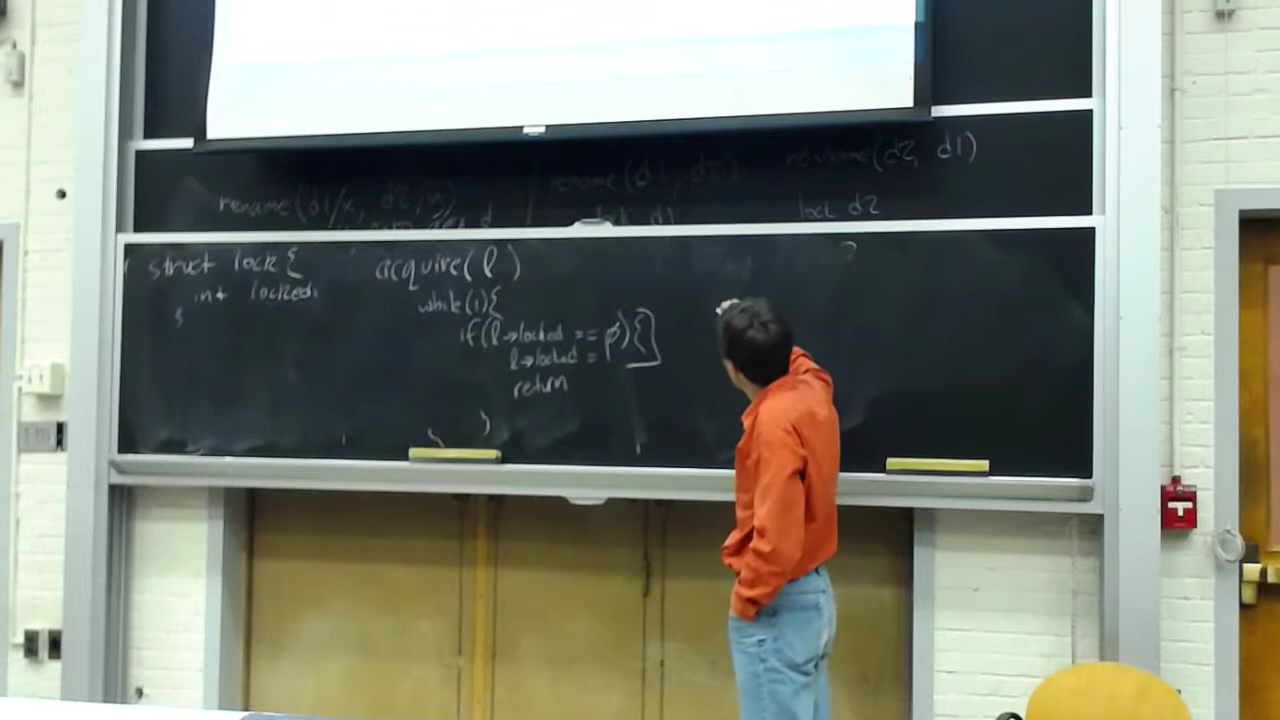 rename(d1/x, d2/y)
rename(d1, d2)
rename(d2, d1)
lock d1
lock d2
struct lock {
int locked;
}
acquire(l)
while(1){
if(l->locked == 0){
l->locked =
return
}
}
?